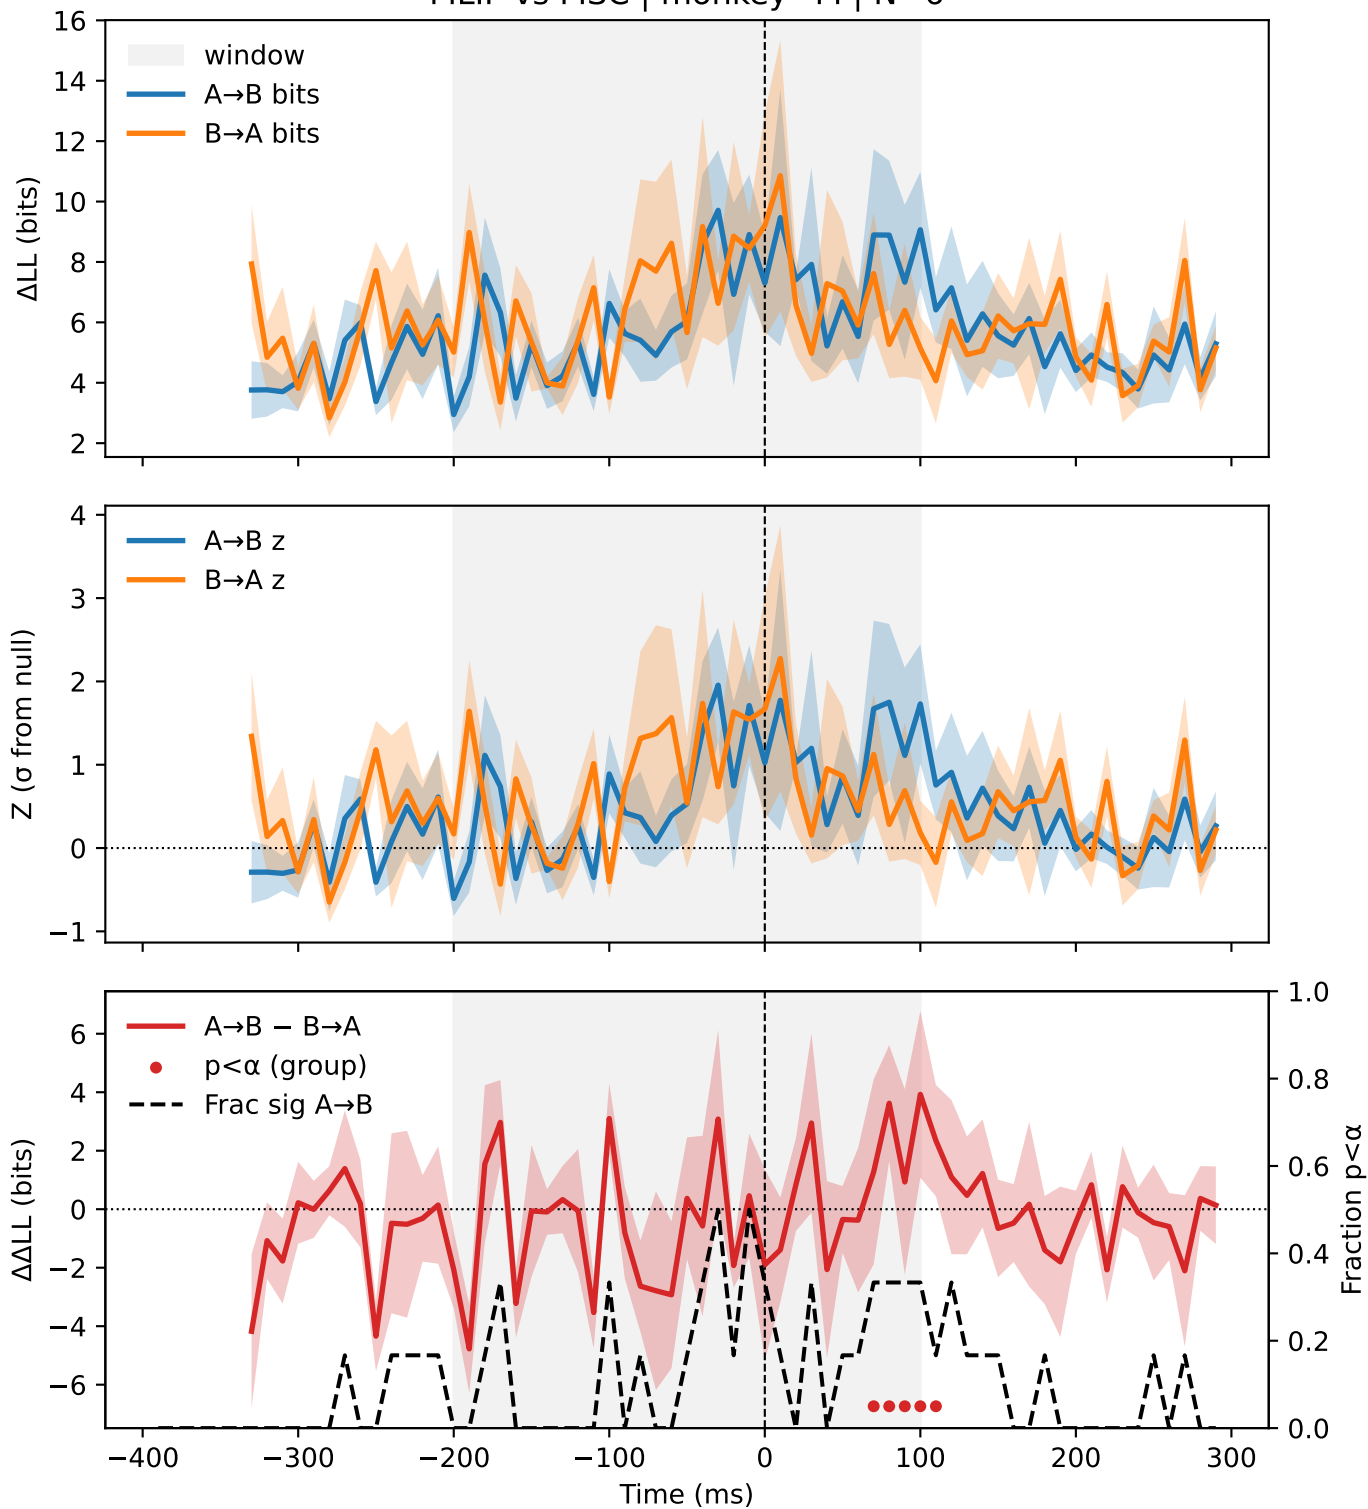 window
A→B bits
B→A bits
ΔLL (bits)
16
14
12
10
8
6
4
2
A→B z
B→A z
Z (σ from null)
4
3
2
1
0
−1
A→B − B→A
p<α (group)
Frac sig A→B
ΔΔLL (bits)
6
4
2
0
−2
−4
−6
Fraction p<α
1.0
0.8
0.6
0.4
0.2
0.0
−400 −300 −200 −100 0 100 200 300
Time (ms)